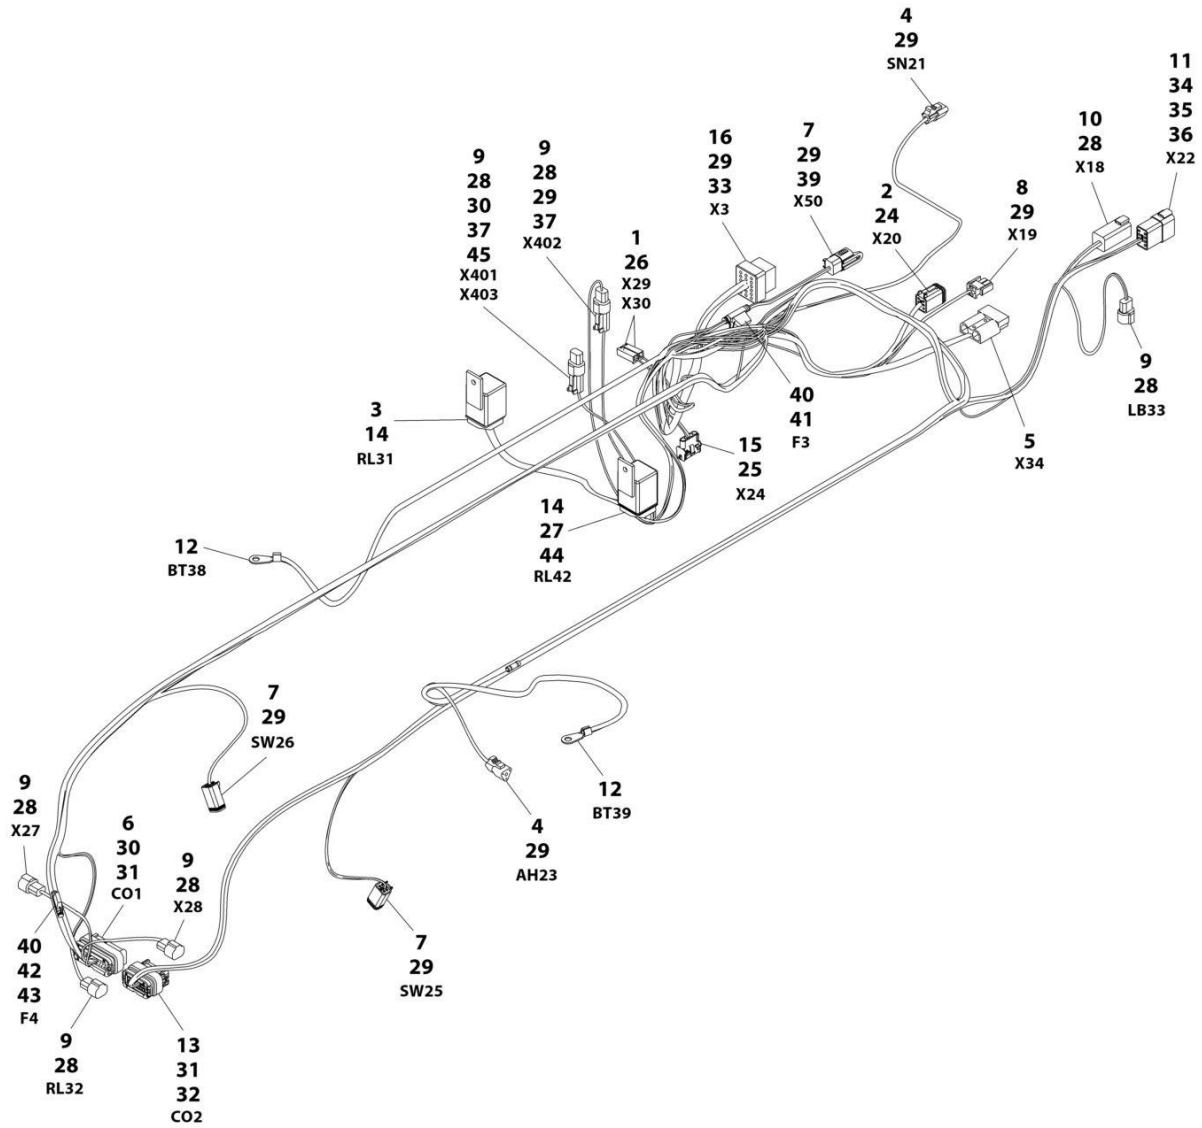 4
29
SN21
11
34
35
36
X22
10
28
X18
16
29
33
X3
7
29
39
X50
9
28
29
37
X402
9
28
30
37
45
X401
X403
2
24
X20
8
29
X19
1
26
X29
X30
9
28
LB33
40
41
F3
5
X34
3
14
RL31
15
25
X24
14
27
44
RL42
12
BT38
7
29
SW26
12
BT39
9
28
X27
6
30
31
CO1
4
29
AH23
9
28
X28
7
29
SW25
40
42
43
F4
9
28
RL32
13
31
32
CO2